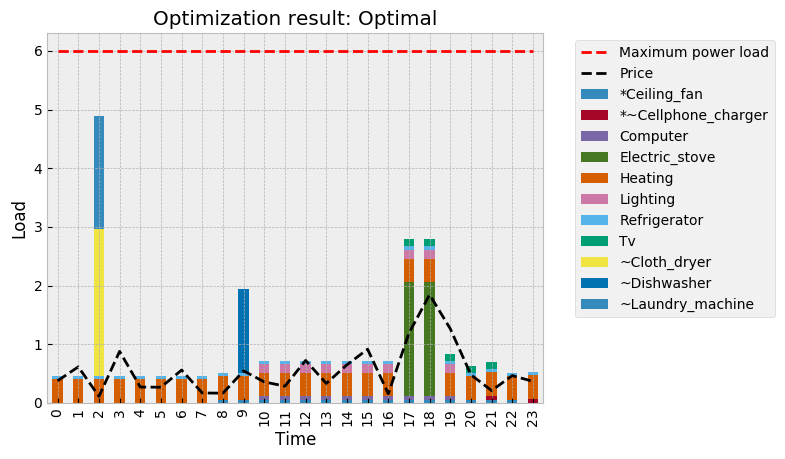 Optimization result: Optimal
Load
6
5
4
3
2
1
0
0 1 2 3 4 5 6 7 8 9 10 11 12 13 14 15 16 17 18 19 20 21 22 23
Time
Maximum power load
Price
*Ceiling_fan
*~Cellphone_charger
Computer
Electric_stove
Heating
Lighting
Refrigerator
Tv
~Cloth_dryer
~Dishwasher
~Laundry_machine